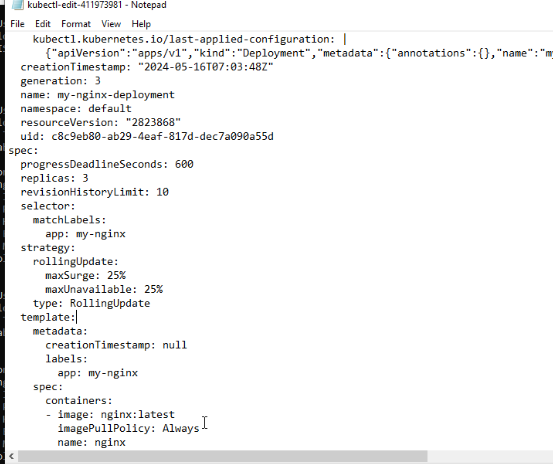 kubectl-edit-411973981 - Notepad
File Edit Format View Help
kubectl.kubernetes.io/last-applied-configuration: |
{"apiVersion":"apps/v1","kind":"Deployment","metadata":{"annotations":{},"name":"my
creationTimestamp: "2024-05-16T07:03:48Z"
generation: 3
name: my-nginx-deployment
namespace: default
resourceVersion: "2823868"
uid: c8c9eb80-ab29-4eaf-817d-dec7a090a55d
spec:
progressDeadlineSeconds: 600
replicas: 3
revisionHistoryLimit: 10
selector:
matchLabels:
app: my-nginx
strategy:
rollingUpdate:
maxSurge: 25%
maxUnavailable: 25%
type: RollingUpdate
template:
metadata:
creationTimestamp: null
labels:
app: my-nginx
spec:
containers:
- image: nginx:latest
imagePullPolicy: Always
name: nginx